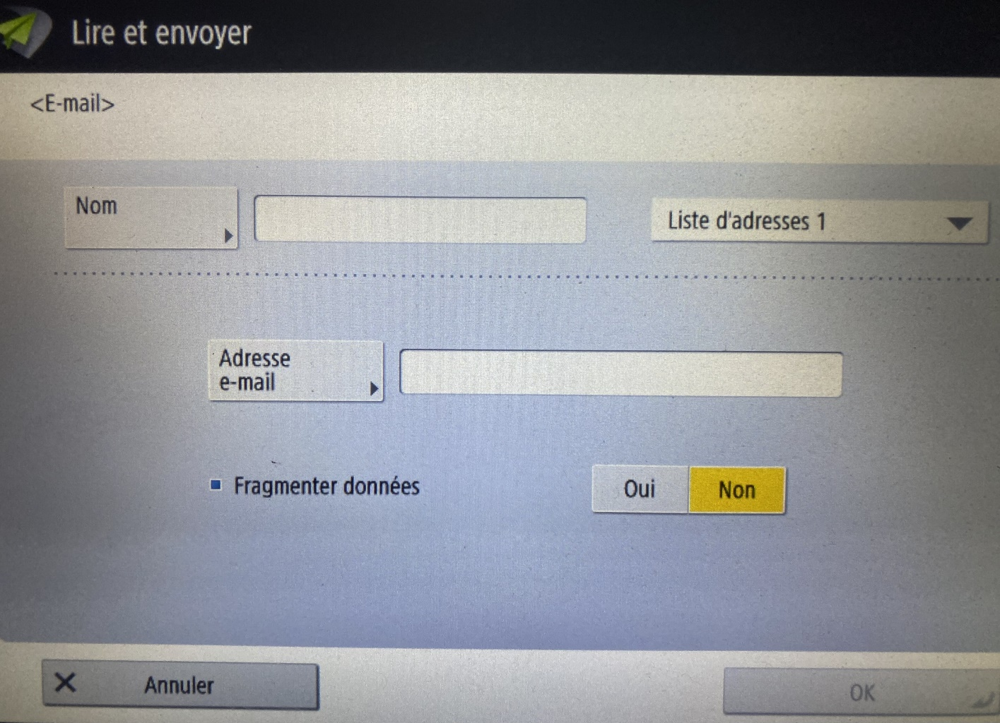 Lire et envoyer
<E-mail>
Nom
Liste d'adresses 1
Adresse
e-mail
Fragmenter données
Oui
Non
Annuler
OK